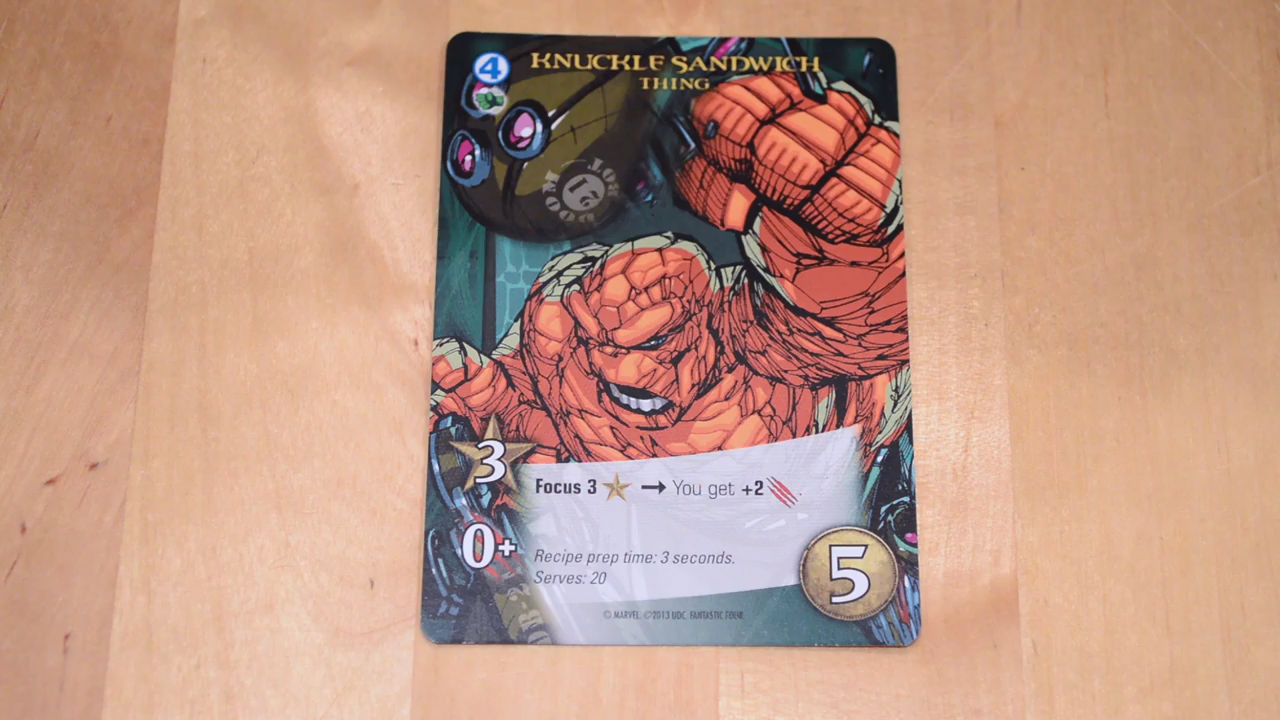 4
KNUCKLE SANDWICH
THING
3
Focus 3 → You get +2 .
0+
Recipe prep time: 3 seconds.
Serves: 20
5
© MARVEL. ©2013 UDC. FANTASTIC FOUR.